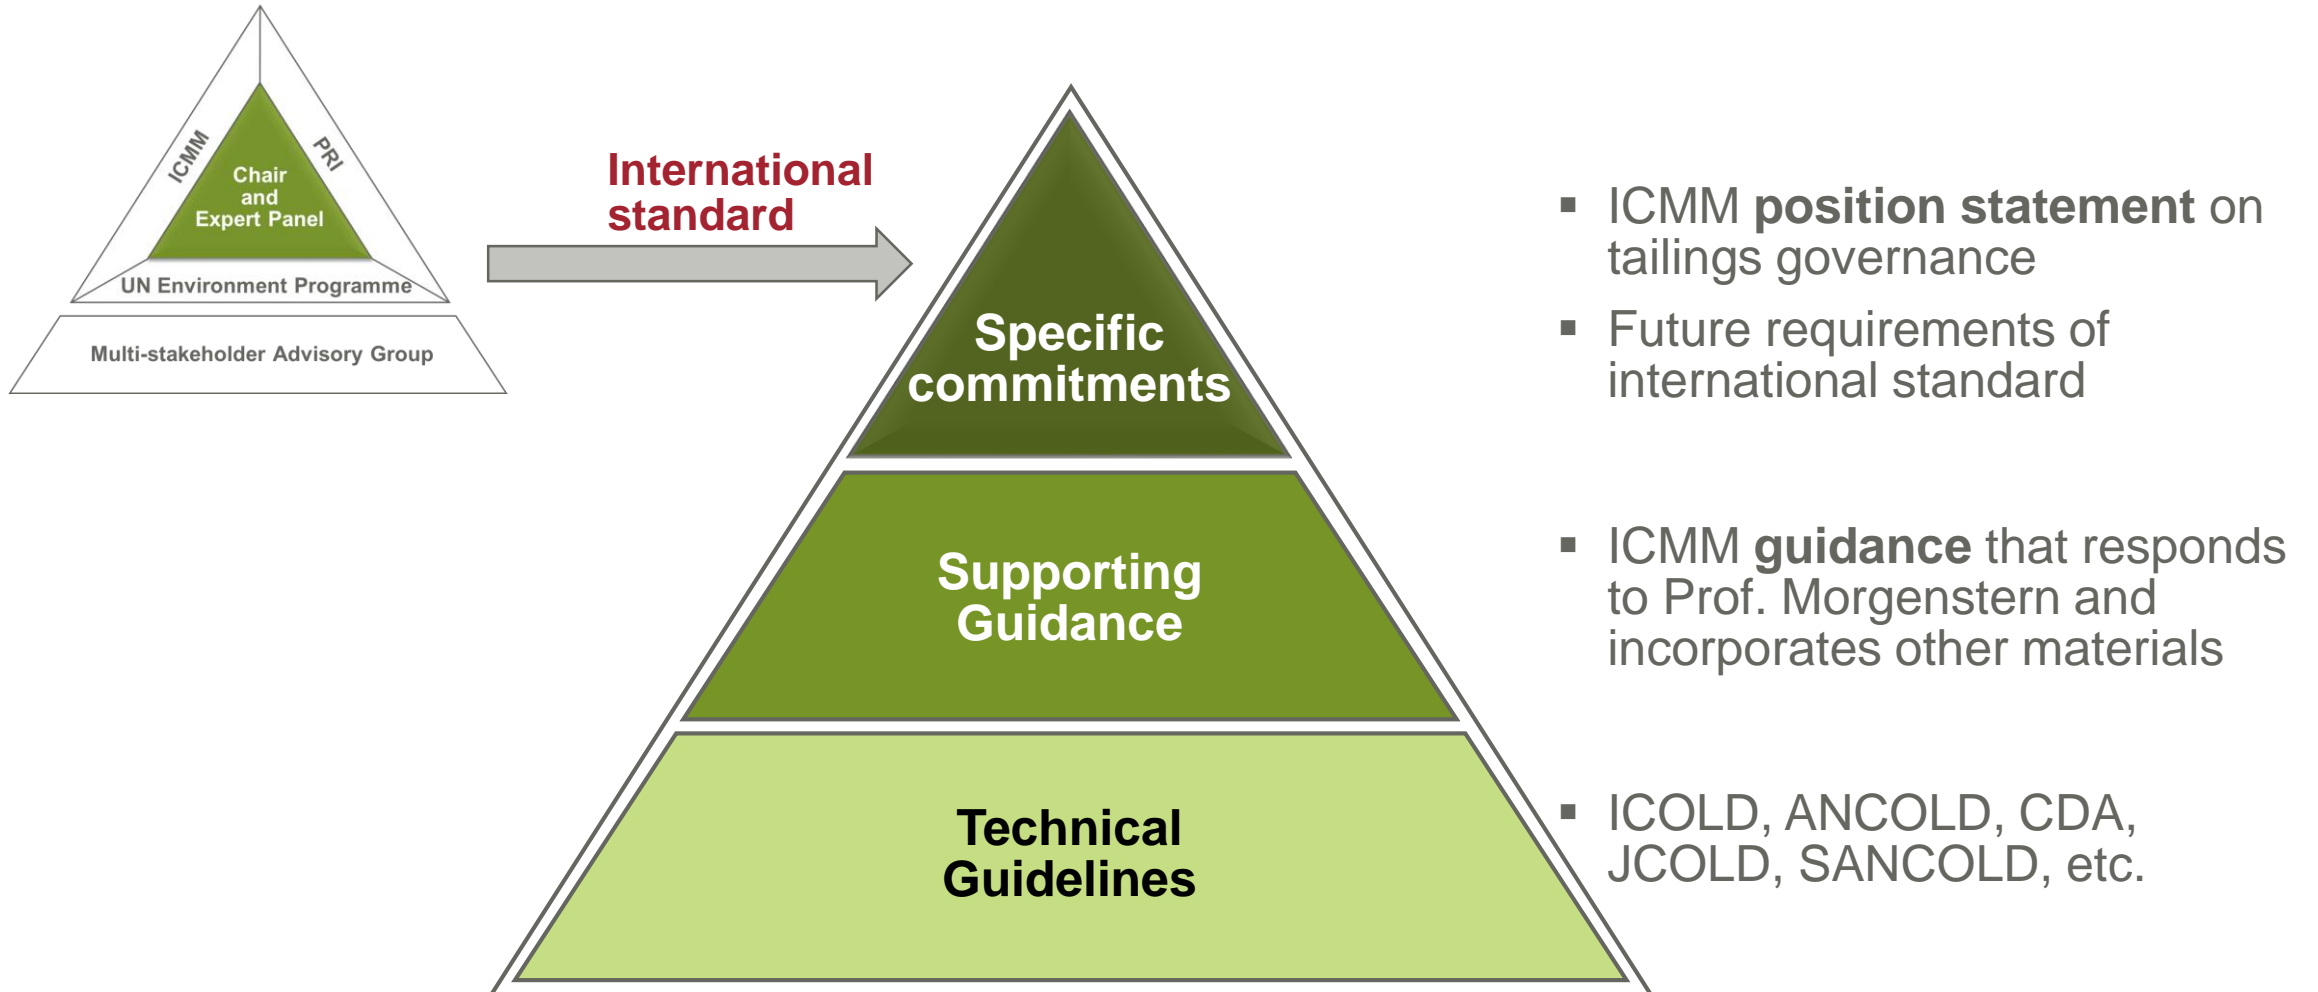 ICMM
PRI
Chair
and
Expert Panel
UN Environment Programme
Multi-stakeholder Advisory Group
International
standard
Specific
commitments
Supporting
Guidance
Technical
Guidelines
▪ ICMM position statement on
tailings governance
▪ Future requirements of
international standard
▪ ICMM guidance that responds
to Prof. Morgenstern and
incorporates other materials
▪ ICOLD, ANCOLD, CDA,
JCOLD, SANCOLD, etc.